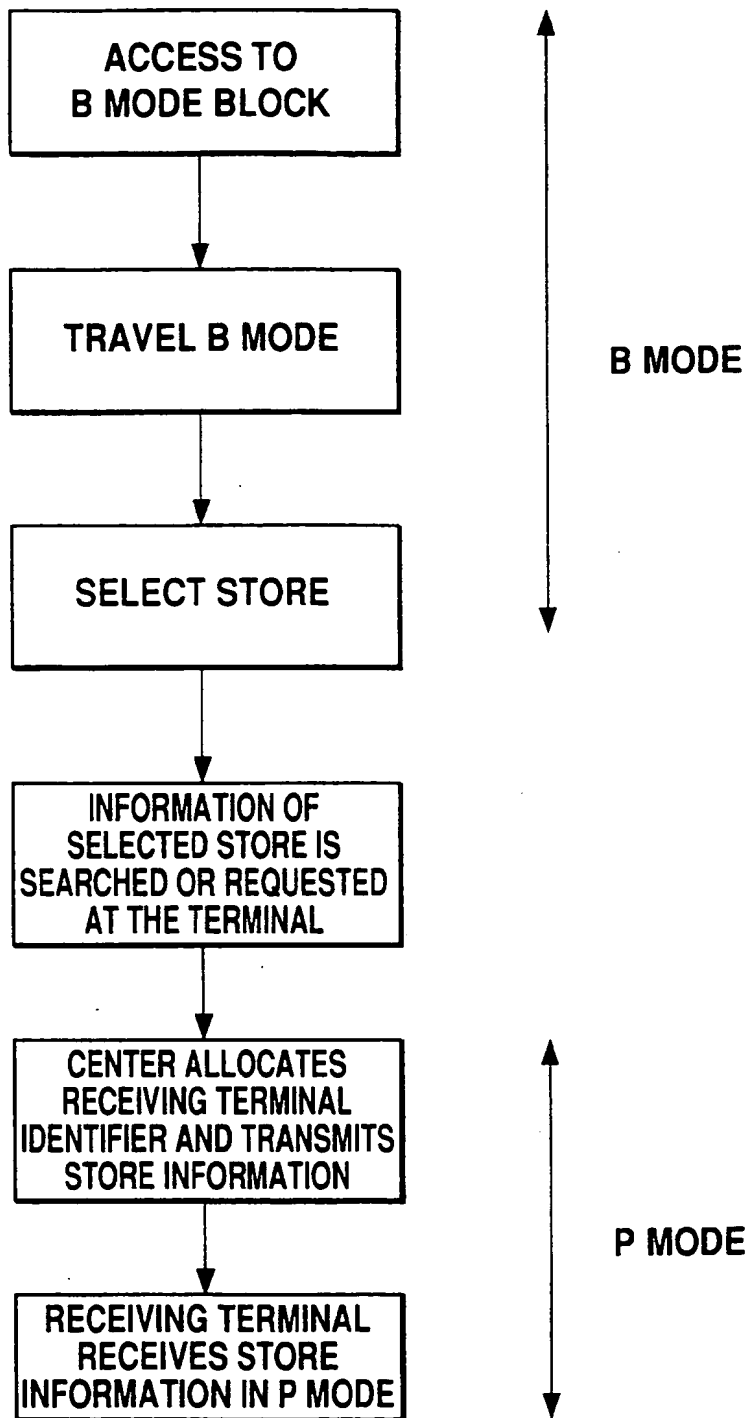 ACCESS TO
B MODE BLOCK
TRAVEL B MODE
B MODE
SELECT STORE
INFORMATION OF
SELECTED STORE IS
SEARCHED OR REQUESTED
AT THE TERMINAL
CENTER ALLOCATES
RECEIVING TERMINAL
IDENTIFIER AND TRANSMITS
STORE INFORMATION
P MODE
RECEIVING TERMINAL
RECEIVES STORE
INFORMATION IN P MODE